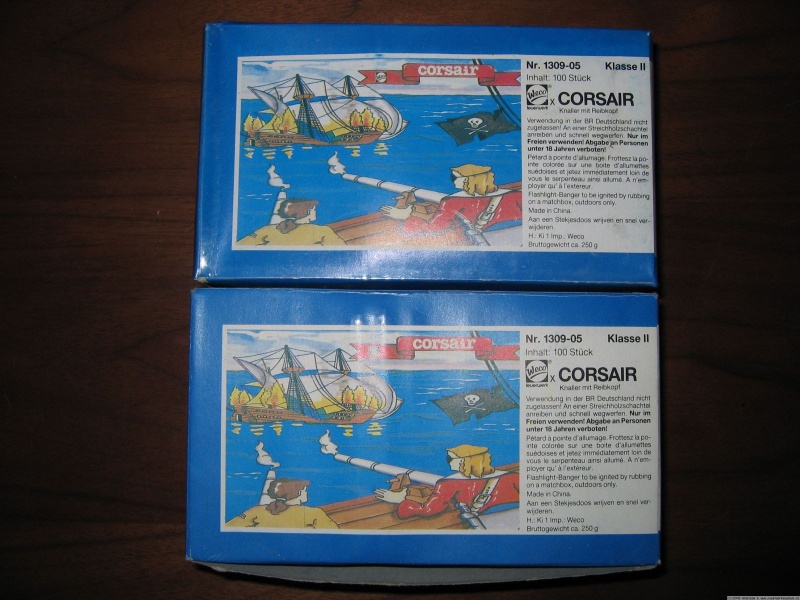 corsair
Nr. 1309-05 Klasse II
Inhalt: 100 Stück
Weco
feuerwerk
x CORSAIR
Knaller mit Reibkopf
Verwendung in der BR Deutschland nicht
zugelassen! An einer Streichholzschachtel
anreiben und schnell wegwerfen. Nur im
Freien verwenden! Abgabe an Personen
unter 18 Jahren verboten!
Pétard à pointe d'allumage. Frottez la po-
inte colorée sur une boite d'allumettes
suédoises et jetez immédiatement loin de
vous le serpenteau ainsi allumé. A n'em-
ployer qu' à l'extérieur.
Flashlight-Banger to be ignited by rubbing
on a matchbox, outdoors only.
Made in China.
Aan een Stekjesdoos wrijven en snel ver-
wijderen.
H.: Ki 1 Imp.: Weco
Bruttogewicht ca. 250 g
corsair
Nr. 1309-05 Klasse II
Inhalt: 100 Stück
Weco
feuerwerk
x CORSAIR
Knaller mit Reibkopf
Verwendung in der BR Deutschland nicht
zugelassen! An einer Streichholzschachtel
anreiben und schnell wegwerfen. Nur im
Freien verwenden! Abgabe an Personen
unter 18 Jahren verboten!
Pétard à pointe d'allumage. Frottez la po-
inte colorée sur une boite d'allumettes
suédoises et jetez immédiatement loin de
vous le serpenteau ainsi allumé. A n'em-
ployer qu' à l'extérieur.
Flashlight-Banger to be ignited by rubbing
on a matchbox, outdoors only.
Made in China.
Aan een Stekjesdoos wrijven en snel ver-
wijderen.
H.: Ki 1 Imp.: Weco
Bruttogewicht ca. 250 g